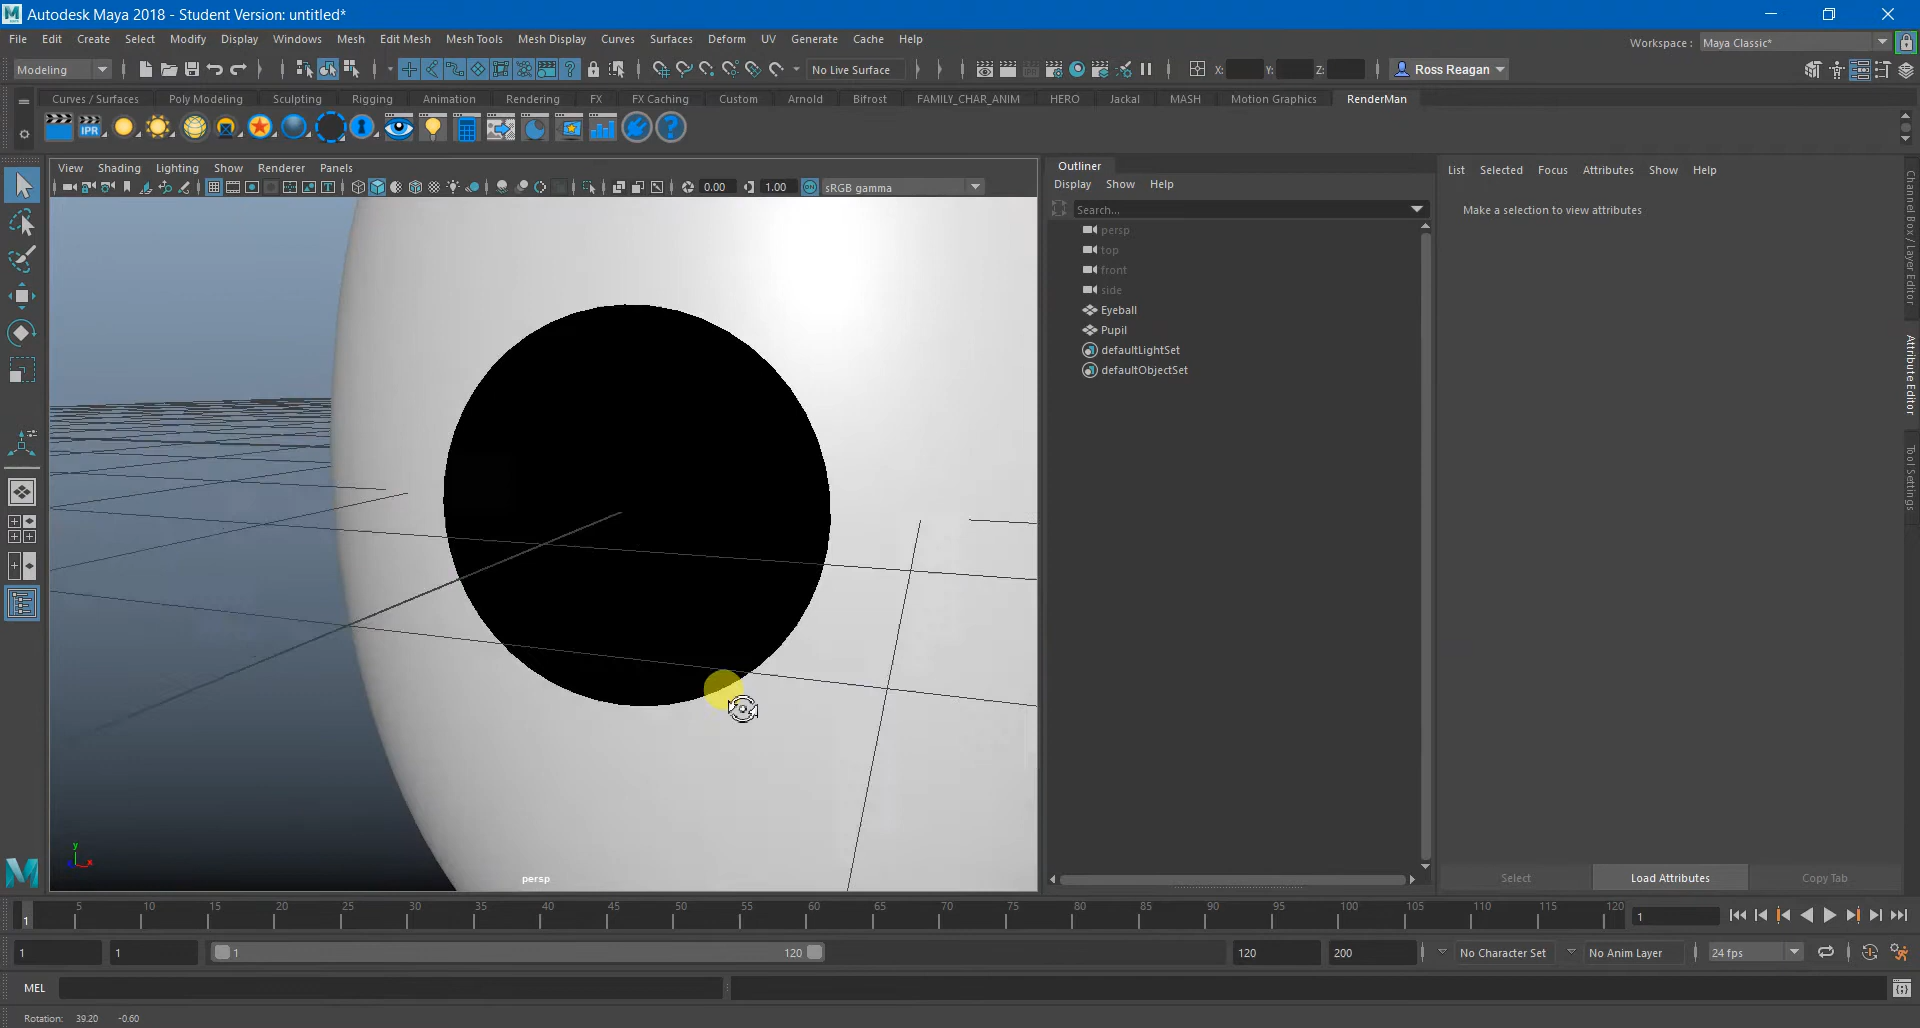 Autodesk Maya 2018 - Student Version: untitled*
File Edit Create Select Modify Display Windows Mesh Edit Mesh Mesh Tools Mesh Display Curves Surfaces Deform UV Generate Cache Help
Workspace : Maya Classic*
Modeling No Live Surface X: Y: Z: Ross Reagan
Curves / Surfaces Poly Modeling Sculpting Rigging Animation Rendering FX FX Caching Custom Arnold Bifrost FAMILY_CHAR_ANIM HERO Jackal MASH Motion Graphics RenderMan
IPR
View Shading Lighting Show Renderer Panels
0.00 1.00 ON sRGB gamma
Outliner
Display Show Help
Search...
persp
top
front
side
Eyeball
Pupil
defaultLightSet
defaultObjectSet
List Selected Focus Attributes Show Help
Make a selection to view attributes
Channel Box / Layer Editor
Attribute Editor
Tool Settings
y
x
persp
Select Load Attributes Copy Tab
5 10 15 20 25 30 35 40 45 50 55 60 65 70 75 80 85 90 95 100 105 110 115 120
1 1
1 1 1 120 120 200 No Character Set No Anim Layer 24 fps
MEL
Rotation: 39.20 -0.60